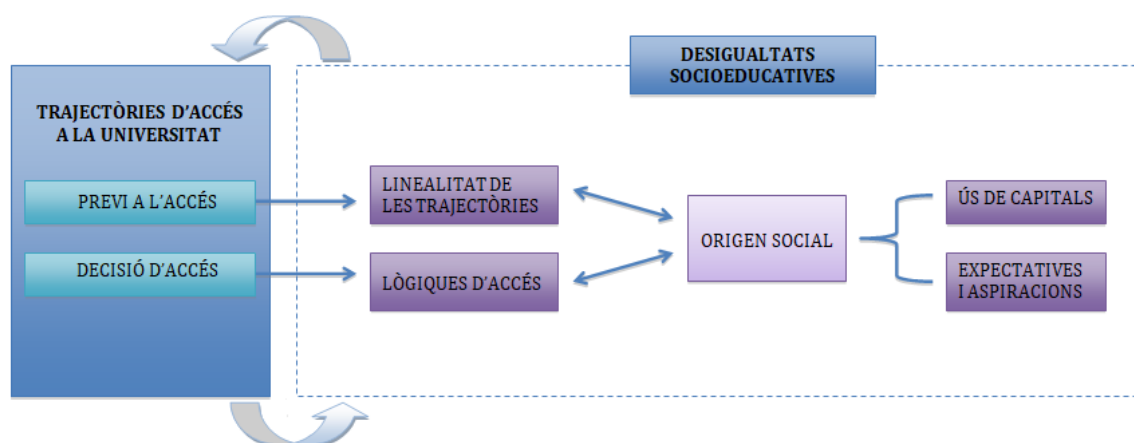 DESIGUALTATS
SOCIOEDUCATIVES
TRAJECTÒRIES D'ACCÉS
A LA UNIVERSITAT
PREVI A L'ACCÉS
DECISIÓ D'ACCÉS
LINEALITAT DE
LES TRAJECTÒRIES
LÒGIQUES D'ACCÉS
ORIGEN SOCIAL
ÚS DE CAPITALS
EXPECTATIVES
I ASPIRACIONS